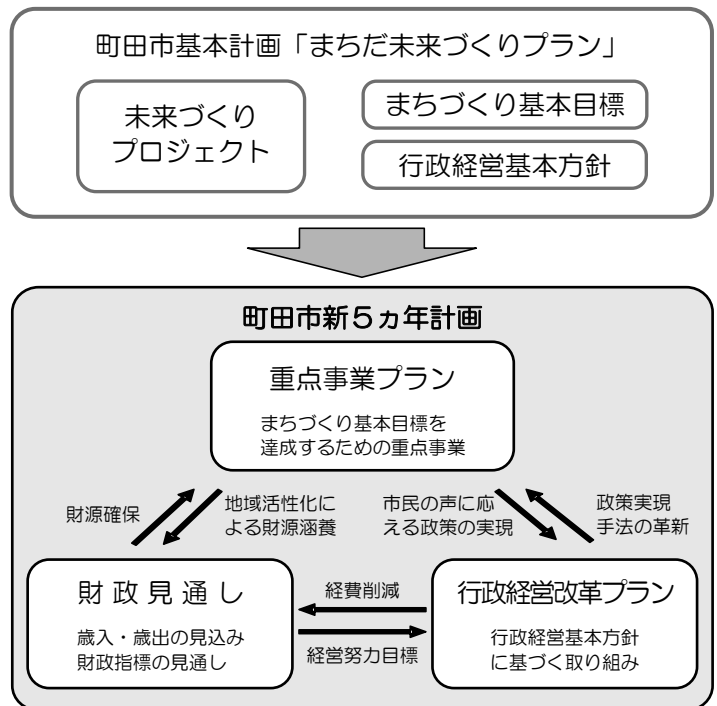 町田市基本計画「まちだ未来づくりプラン」
未来づくり
プロジェクト
まちづくり基本目標
行政経営基本方針
町田市新5ヵ年計画
重点事業プラン
まちづくり基本目標を
達成するための重点事業
財源確保
地域活性化に
よる財源涵養
市民の声に応
える政策の実現
政策実現
手法の革新
財政見通し
歳入・歳出の見込み
財政指標の見通し
経費削減
経営努力目標
行政経営改革プラン
行政経営基本方針
に基づく取り組み